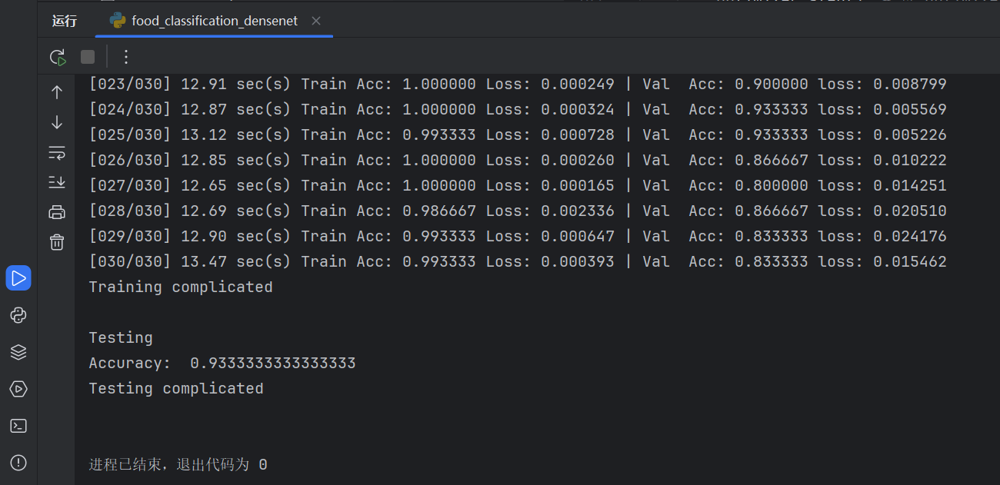 运行 food_classification_densenet
[023/030] 12.91 sec(s) Train Acc: 1.000000 Loss: 0.000249 | Val  Acc: 0.900000 loss: 0.008799
[024/030] 12.87 sec(s) Train Acc: 1.000000 Loss: 0.000324 | Val  Acc: 0.933333 loss: 0.005569
[025/030] 13.12 sec(s) Train Acc: 0.993333 Loss: 0.000728 | Val  Acc: 0.933333 loss: 0.005226
[026/030] 12.85 sec(s) Train Acc: 1.000000 Loss: 0.000260 | Val  Acc: 0.866667 loss: 0.010222
[027/030] 12.65 sec(s) Train Acc: 1.000000 Loss: 0.000165 | Val  Acc: 0.800000 loss: 0.014251
[028/030] 12.69 sec(s) Train Acc: 0.986667 Loss: 0.002336 | Val  Acc: 0.866667 loss: 0.020510
[029/030] 12.90 sec(s) Train Acc: 0.993333 Loss: 0.000647 | Val  Acc: 0.833333 loss: 0.024176
[030/030] 13.47 sec(s) Train Acc: 0.993333 Loss: 0.000393 | Val  Acc: 0.833333 loss: 0.015462
Training complicated
Testing
Accuracy:  0.9333333333333333
Testing complicated
进程已结束，退出代码为 0